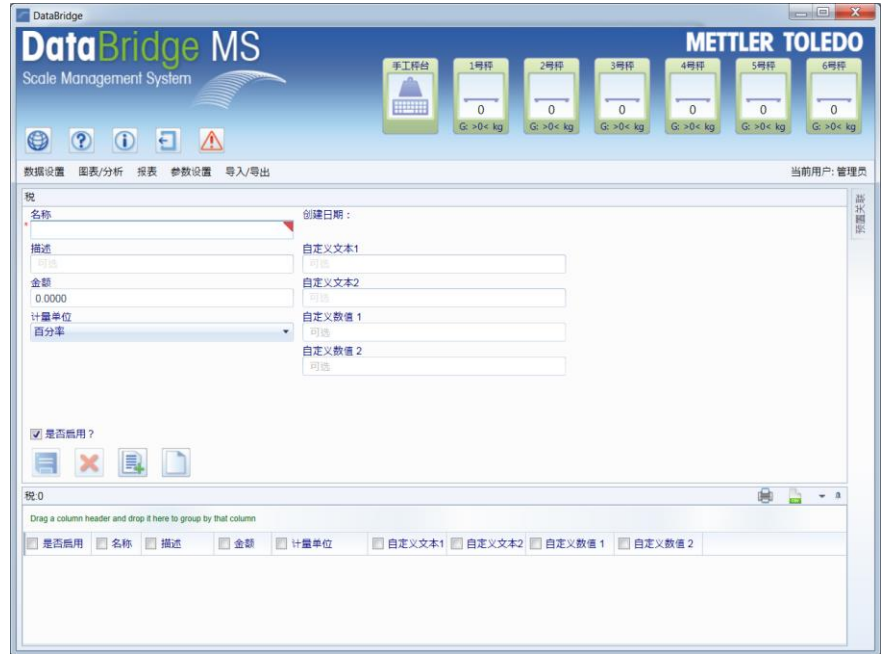 DataBridge
DataBridge MS
Scale Management System
METTLER TOLEDO
手工秤台 1号秤 2号秤 3号秤 4号秤 5号秤 6号秤
0 0 0 0 0 0
G: >0< kg G: >0< kg G: >0< kg G: >0< kg G: >0< kg G: >0< kg
数据设置 图表/分析 报表 参数设置 导入/导出 当前用户: 管理员
税
预置关联
名称 创建日期：
*
描述 自定义文本1
可选 可选
金额 自定义文本2
0.0000 可选
计量单位 自定义数值 1
百分率 可选
自定义数值 2
可选
是否启用？
税:0
Drag a column header and drop it here to group by that column
是否启用 名称 描述 金额 计量单位 自定义文本1 自定义文本2 自定义数值 1 自定义数值 2